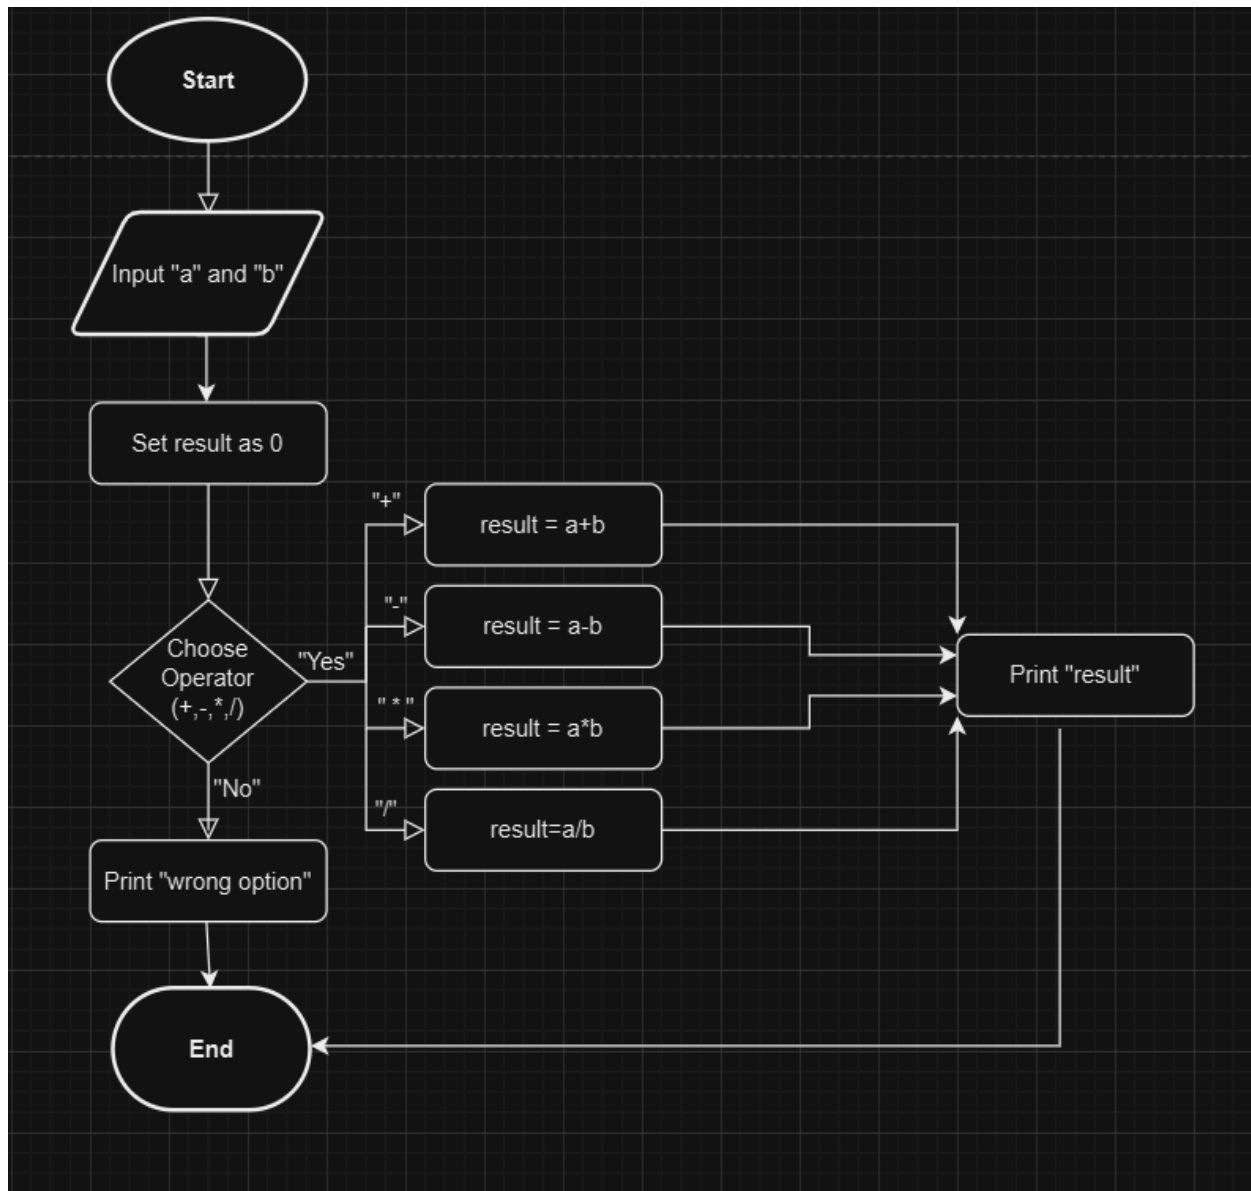 Start
Input "a" and "b"
Set result as 0
Choose
Operator
(+,-,*,/)
"Yes"
"No"
"+"
result = a+b
"-"
result = a-b
" * "
result = a*b
"/"
result=a/b
Print "result"
Print "wrong option"
End